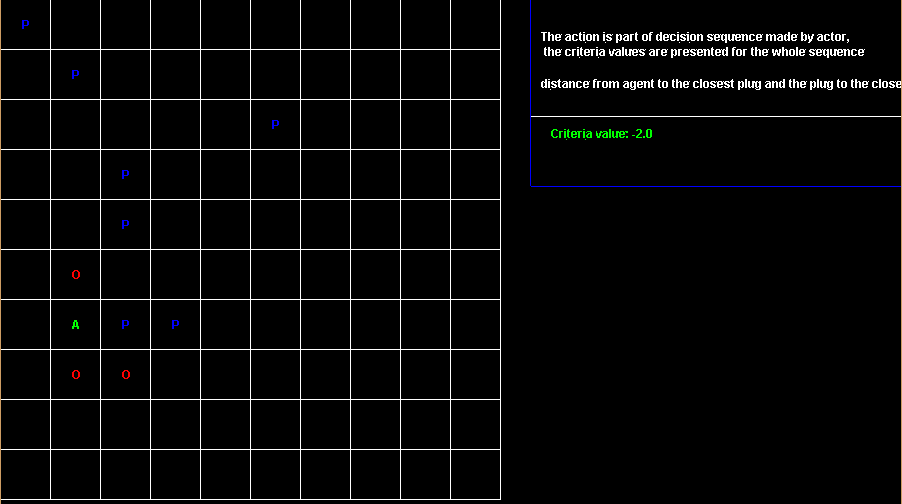 P
P
P
P
P
O
A P P
O O
The action is part of decision sequence made by actor,
the criteria values are presented for the whole sequence
distance from agent to the closest plug and the plug to the close
Criteria value: -2.0